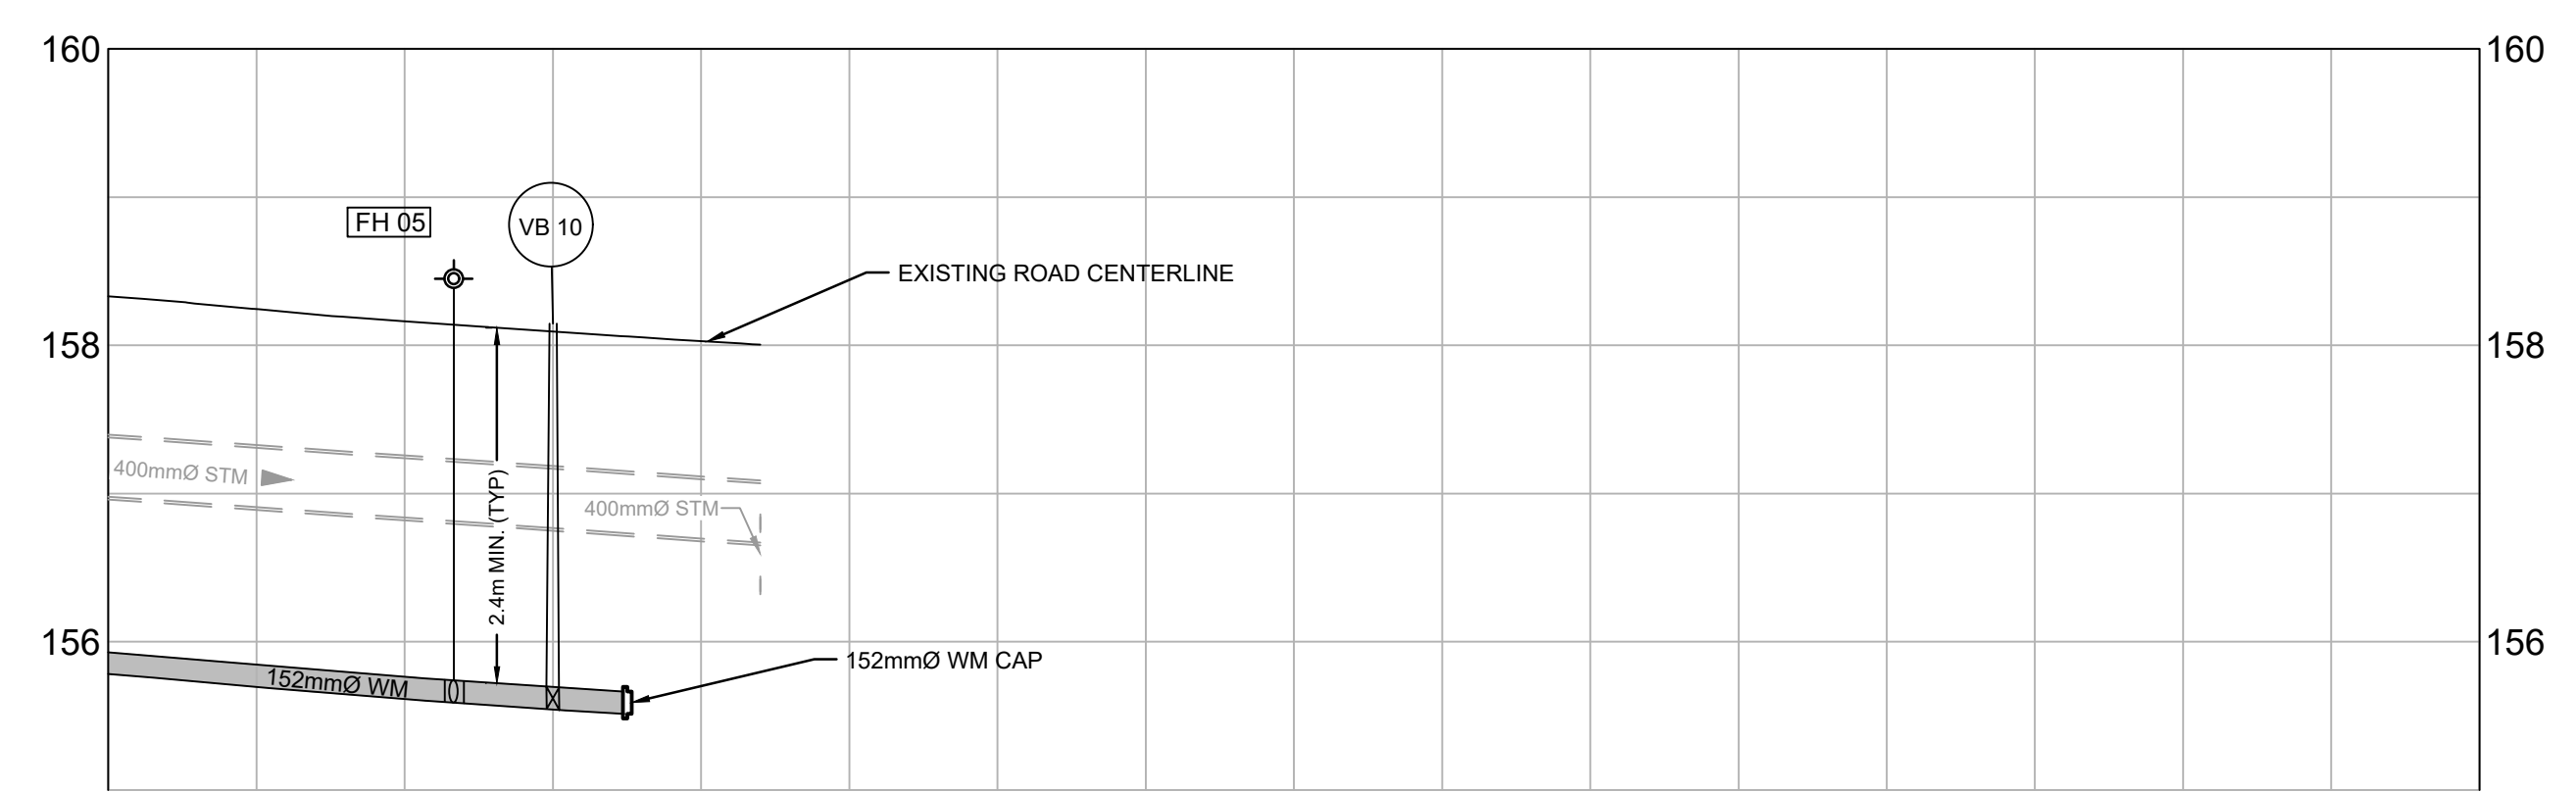 160
160
FH 05
VB 10
EXISTING ROAD CENTERLINE
158
158
400mmØ STM
400mmØ STM
2.4m MIN. (TYP)
156
156
152mmØ WM CAP
152mmØ WM